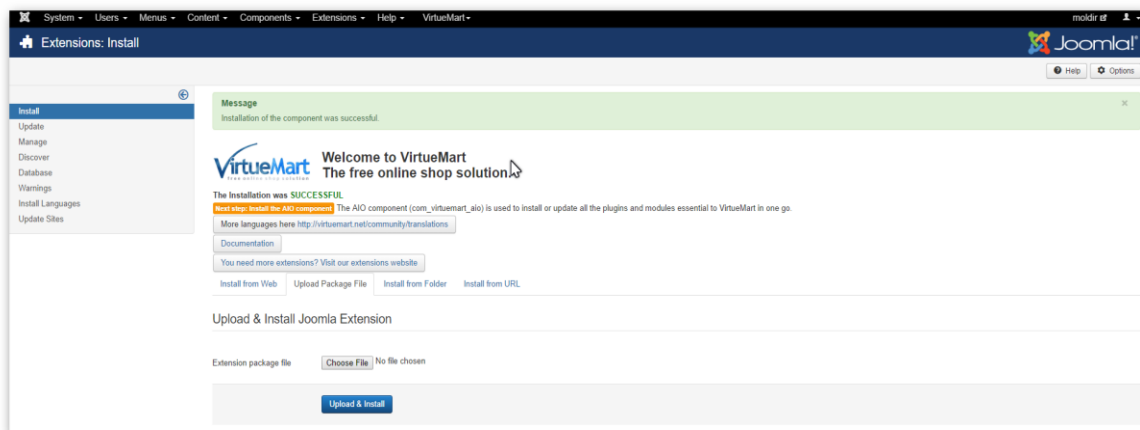 System Users Menus Content Components Extensions Help VirtueMart moldir
Extensions: Install Joomla!
Help Options
Install
Update
Manage
Discover
Database
Warnings
Install Languages
Update Sites
Message ×
Installation of the component was successful.
VirtueMart
free online shop solution
Welcome to VirtueMart
The free online shop solution
The Installation was SUCCESSFUL
Next step: Install the AIO component The AIO component (com_virtuemart_aio) is used to install or update all the plugins and modules essential to VirtueMart in one go.
More languages here http://virtuemart.net/community/translations
Documentation
You need more extensions? Visit our extensions website
Install from Web Upload Package File Install from Folder Install from URL
Upload & Install Joomla Extension
Extension package file Choose File No file chosen
Upload & Install